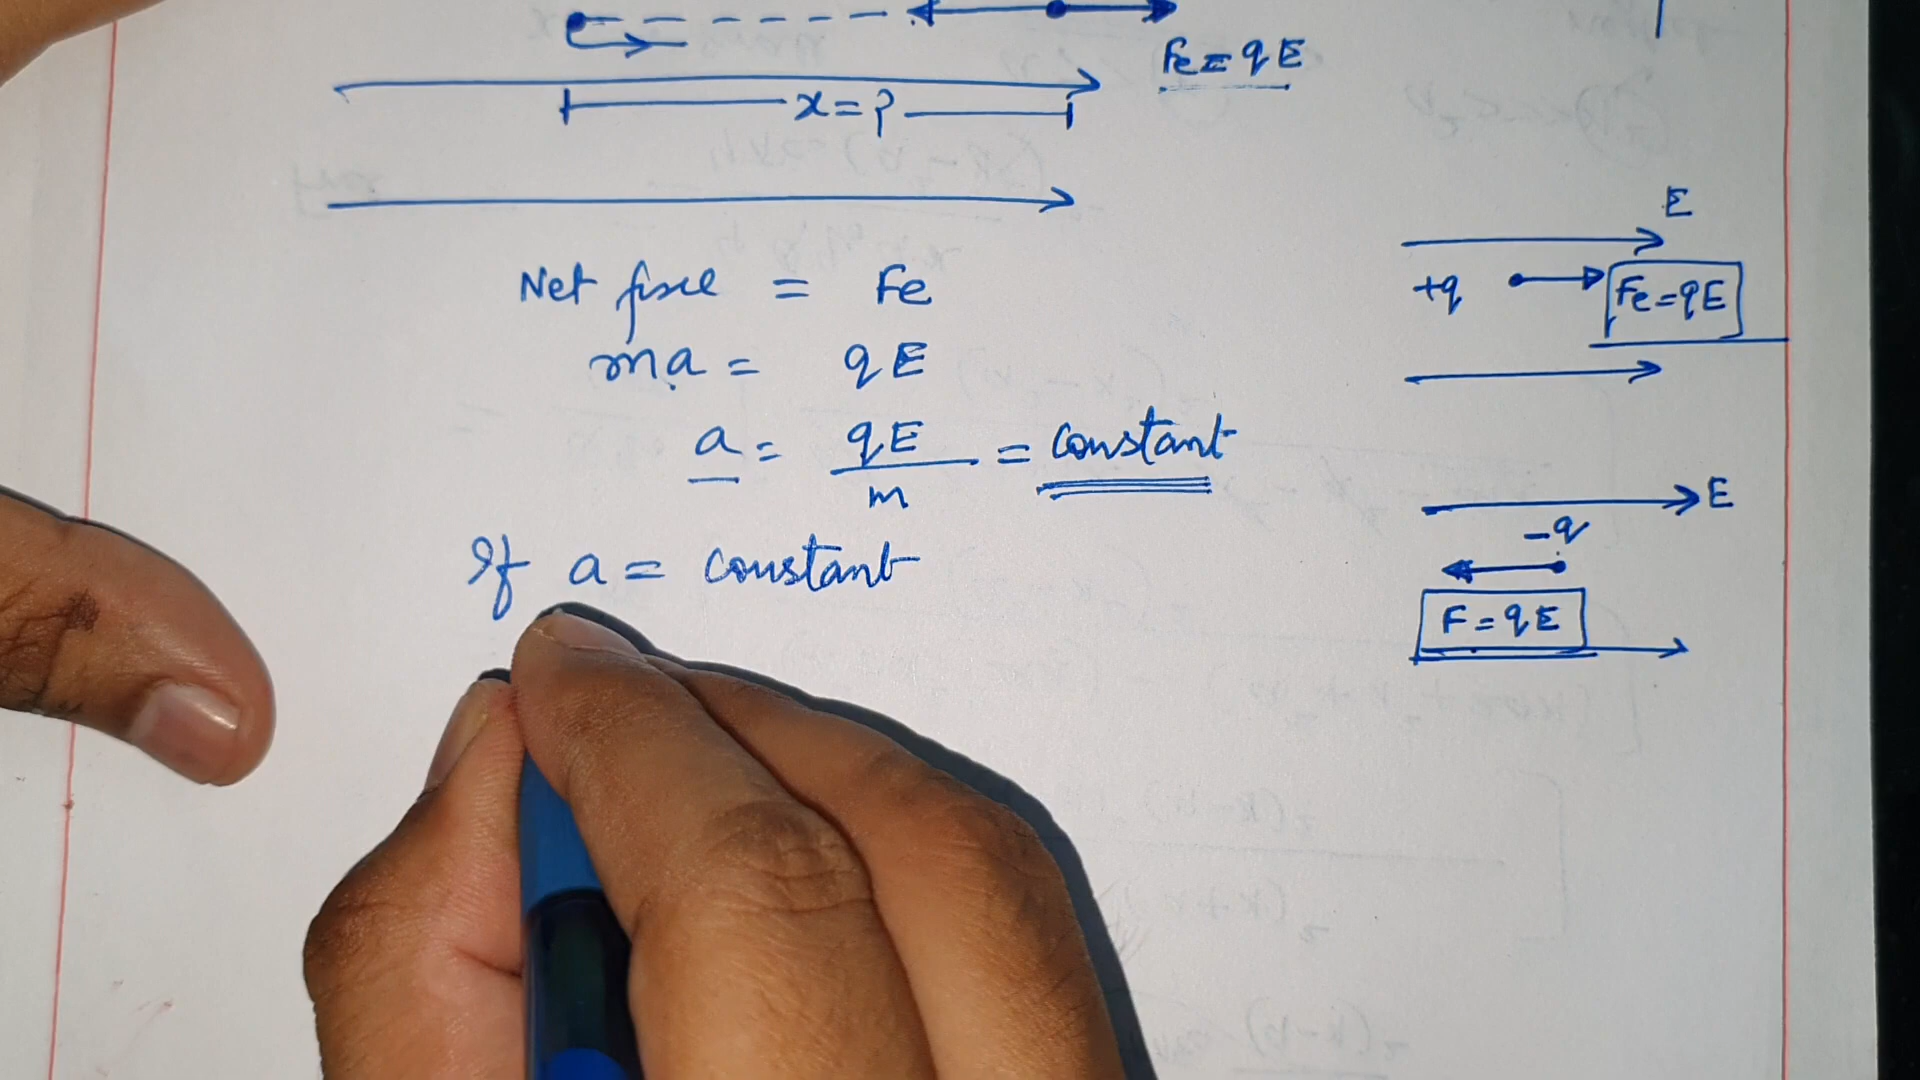 Fe = qE
x = ?
Net force = Fe
ma = qE
a = qE / m = constant
If a = constant
E
+q
Fe = qE
E
-q
F = qE